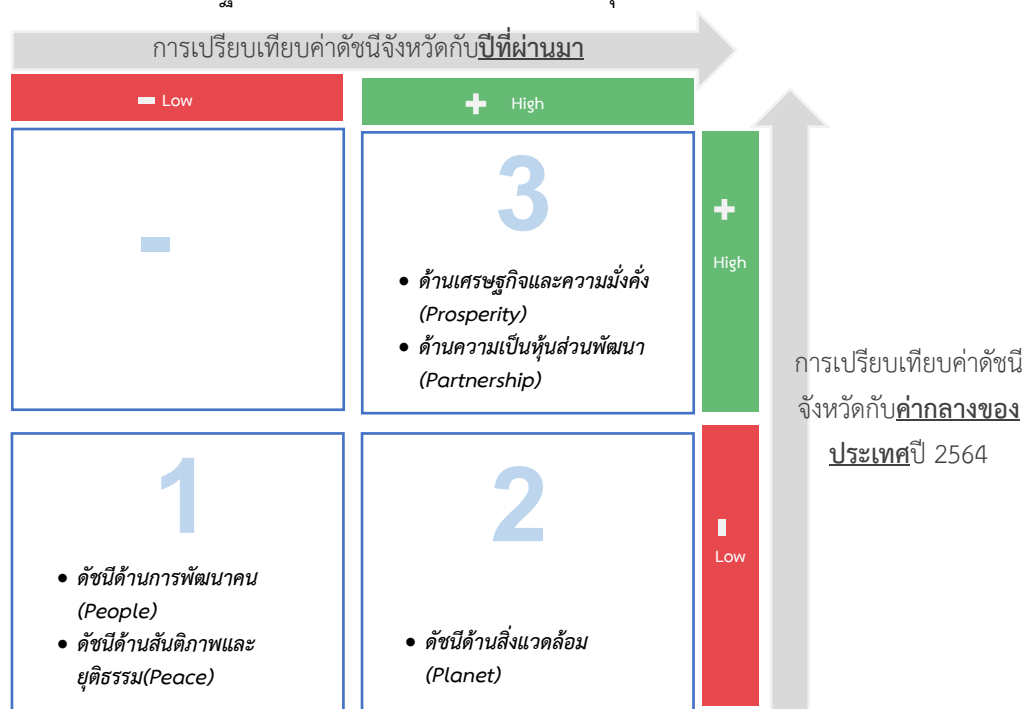 การเปรียบเทียบค่าดัชนีจังหวัดกับปีที่ผ่านมา
Low
+ High
-
3
+
High
• ด้านเศรษฐกิจและความมั่งคั่ง
(Prosperity)
• ด้านความเป็นหุ้นส่วนพัฒนา
(Partnership)
การเปรียบเทียบค่าดัชนี
จังหวัดกับค่ากลางของ
ประเทศปี 2564
1
2
Low
• ดัชนีด้านการพัฒนาคน
(People)
• ดัชนีด้านสันติภาพและ
ยุติธรรม(Peace)
• ดัชนีด้านสิ่งแวดล้อม
(Planet)